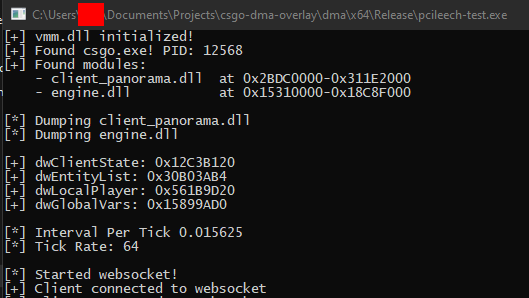 C:\Users\ \Documents\Projects\csgo-dma-overlay\dma\x64\Release\pcileech-test.exe
[+] vmm.dll initialized!
[+] Found csgo.exe! PID: 12568
[+] Found modules:
- client_panorama.dll at 0x2BDC0000-0x311E2000
- engine.dll at 0x15310000-0x18C8F000
[*] Dumping client_panorama.dll
[*] Dumping engine.dll
[+] dwClientState: 0x12C3B120
[+] dwEntityList: 0x30B03AB4
[+] dwLocalPlayer: 0x561B9D20
[+] dwGlobalVars: 0x15899AD0
[*] Interval Per Tick 0.015625
[*] Tick Rate: 64
[*] Started websocket!
[+] Client connected to websocket